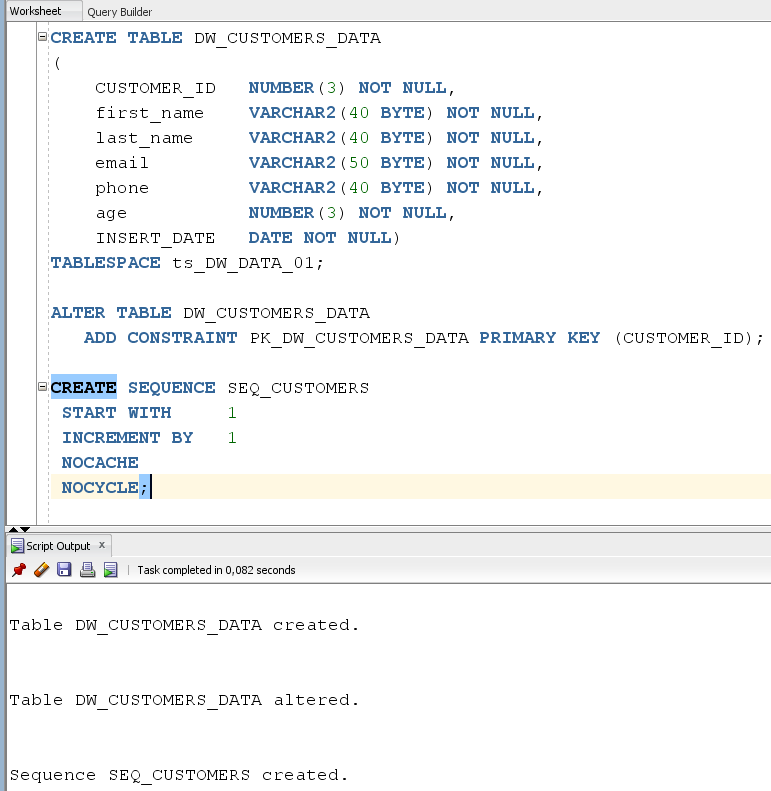 Worksheet Query Builder
CREATE TABLE DW_CUSTOMERS_DATA
(
    CUSTOMER_ID   NUMBER(3) NOT NULL,
    first_name    VARCHAR2(40 BYTE) NOT NULL,
    last_name     VARCHAR2(40 BYTE) NOT NULL,
    email         VARCHAR2(50 BYTE) NOT NULL,
    phone         VARCHAR2(40 BYTE) NOT NULL,
    age           NUMBER(3) NOT NULL,
    INSERT_DATE   DATE NOT NULL)
TABLESPACE ts_DW_DATA_01;
ALTER TABLE DW_CUSTOMERS_DATA
   ADD CONSTRAINT PK_DW_CUSTOMERS_DATA PRIMARY KEY (CUSTOMER_ID);
CREATE SEQUENCE SEQ_CUSTOMERS
 START WITH     1
 INCREMENT BY   1
 NOCACHE
 NOCYCLE;
Script Output x
Task completed in 0,082 seconds
Table DW_CUSTOMERS_DATA created.
Table DW_CUSTOMERS_DATA altered.
Sequence SEQ_CUSTOMERS created.